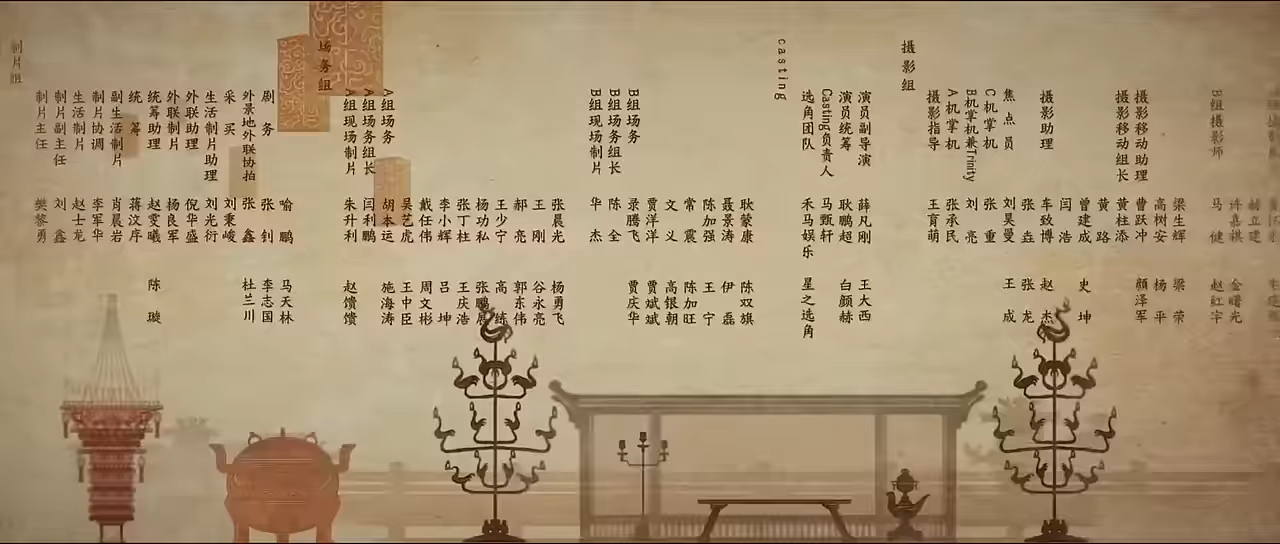 制片组
制片主任 樊黎勇
制片副主任 刘鑫
生活制片 赵士龙
制片协调 李军华
副生活制片 肖晨岩
统筹 蒋汶序
统筹助理 赵雯曦 陈璇
外联制片 杨良军
外联助理 倪华盛
生活制片助理 刘光衍
采买 刘秉峻
外景地外联协拍 张鑫 杜兰川
剧务 张钊 李志国
喻鹏 马天林
场务组
A组现场制片 朱升利 赵馈馈
A组场务组长 闫利鹏
A组场务 胡本运 施海涛
吴艺虎 王中臣
戴任伟 周文彬
李小辉 吕坤
张丁柱 王庆浩
杨功私 张鹏展
王少宁 高练
郝亮 郭东伟
王刚 谷永亮
张晨光 杨勇飞
B组现场制片 华杰
B组场务组长 陈全
B组场务 录腾飞 贾庆华
贾洋洋 贾斌斌
文义 高银朝
常震 陈加旺
陈加强 王宁
聂景涛 伊磊
耿蒙康 陈双旗
casting
选角团队 禾马娱乐 星之选角
Casting负责人 马甄轩
演员统筹 耿鹏超 白颜赫
演员副导演 薛凡刚 王大西
摄影组
摄影指导 王育萌
A机掌机 张承民
B机掌机兼Trinity 刘亮
C机掌机 张重
焦点员 刘昊曼 王成
张垚 张龙
摄影助理 车致博 赵杰
闫浩
曾建成 史坤
黄路
摄影移动组长 黄柱添
摄影移动助理 曹跃冲 颜泽军
高树安 杨平
梁生辉 梁荣
B组摄影师 马健 赵红宇
许嘉祺 金曙光
赫立建